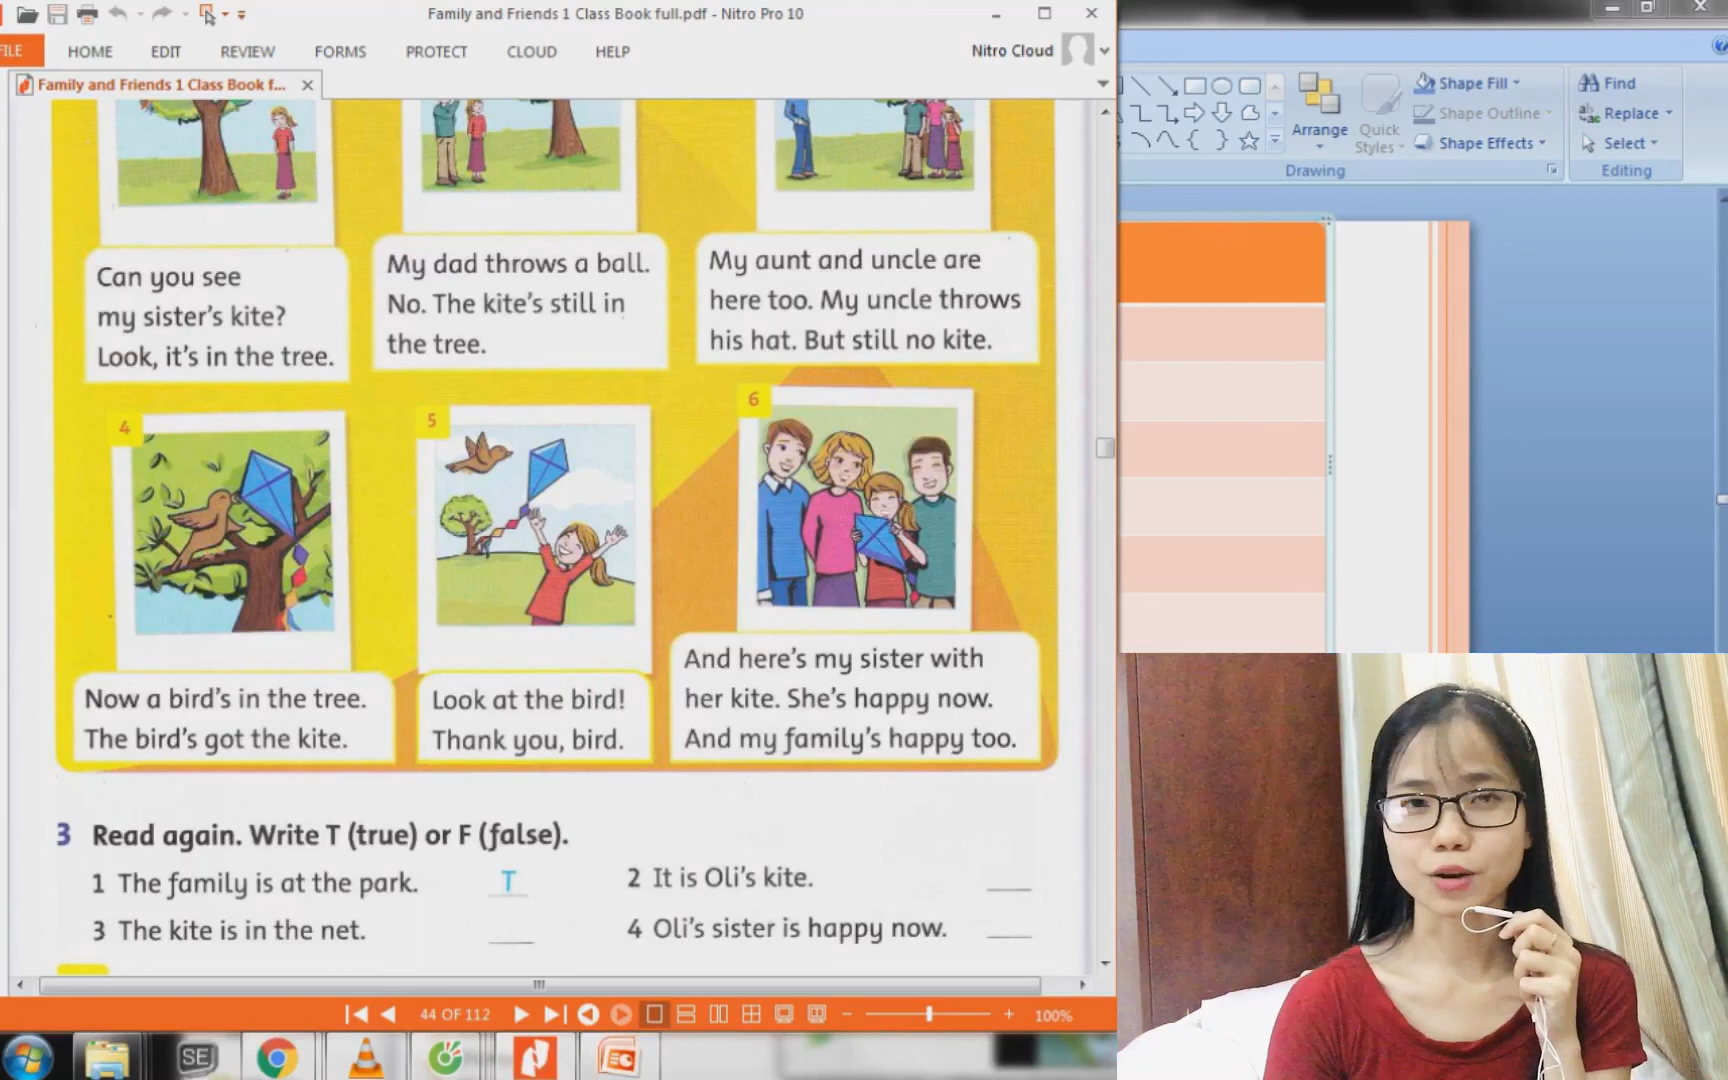 Family and Friends 1 Class Book full.pdf - Nitro Pro 10
FILE HOME EDIT REVIEW FORMS PROTECT CLOUD HELP
Nitro Cloud
Family and Friends 1 Class Book f...
Can you see
my sister's kite?
Look, it's in the tree.
My dad throws a ball.
No. The kite's still in
the tree.
My aunt and uncle are
here too. My uncle throws
his hat. But still no kite.
4
Now a bird's in the tree.
The bird's got the kite.
5
Look at the bird!
Thank you, bird.
6
And here's my sister with
her kite. She's happy now.
And my family's happy too.
3 Read again. Write T (true) or F (false).
1 The family is at the park. T
2 It is Oli's kite.
3 The kite is in the net.
4 Oli's sister is happy now.
44 OF 112
100%
SE
Arrange
Quick
Styles
Shape Fill
Shape Outline
Shape Effects
Drawing
Find
Replace
Select
Editing